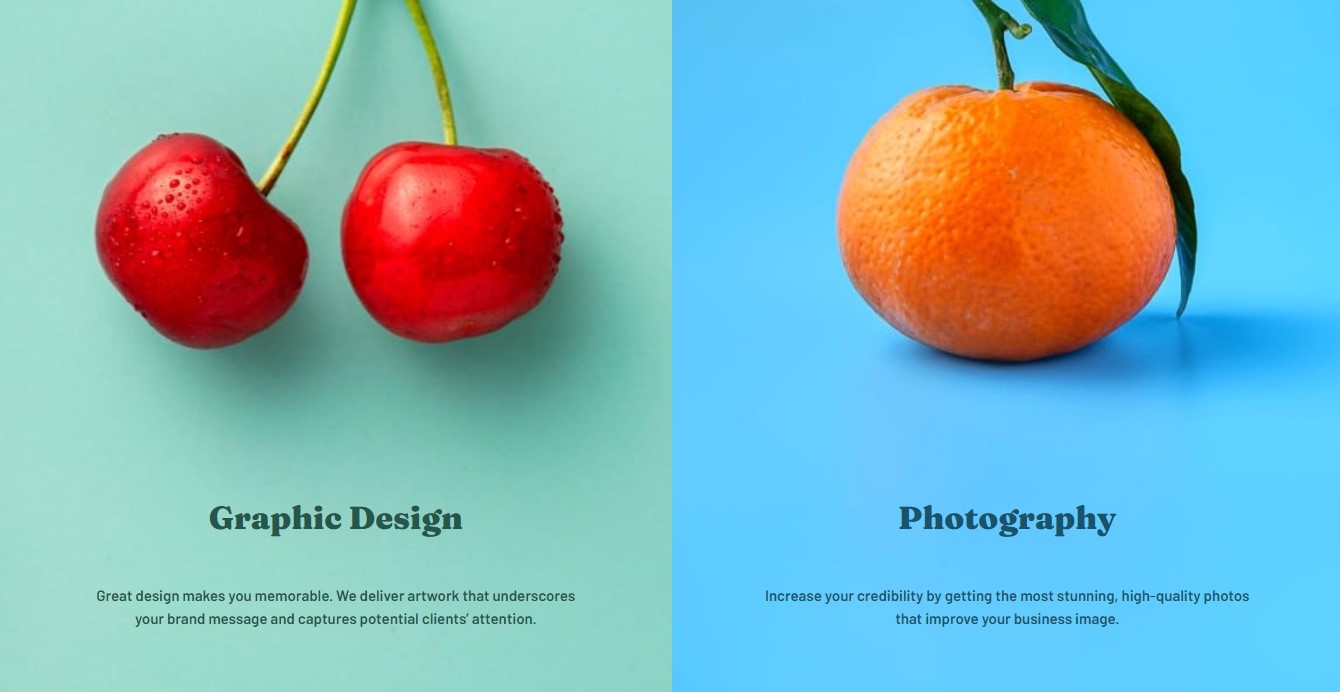 Graphic Design
Great design makes you memorable. We deliver artwork that underscores
your brand message and captures potential clients’ attention.
Photography
Increase your credibility by getting the most stunning, high-quality photos
that improve your business image.